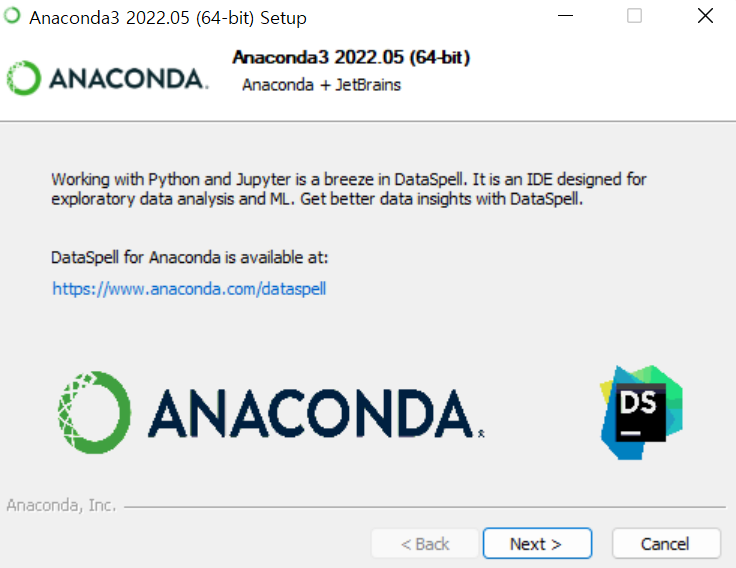 Anaconda3 2022.05 (64-bit) Setup
Anaconda3 2022.05 (64-bit)
ANACONDA.
Anaconda + JetBrains
Working with Python and Jupyter is a breeze in DataSpell. It is an IDE designed for
exploratory data analysis and ML. Get better data insights with DataSpell.
DataSpell for Anaconda is available at:
https://www.anaconda.com/dataspell
ANACONDA.
DS
Anaconda, Inc.
< Back
Next >
Cancel